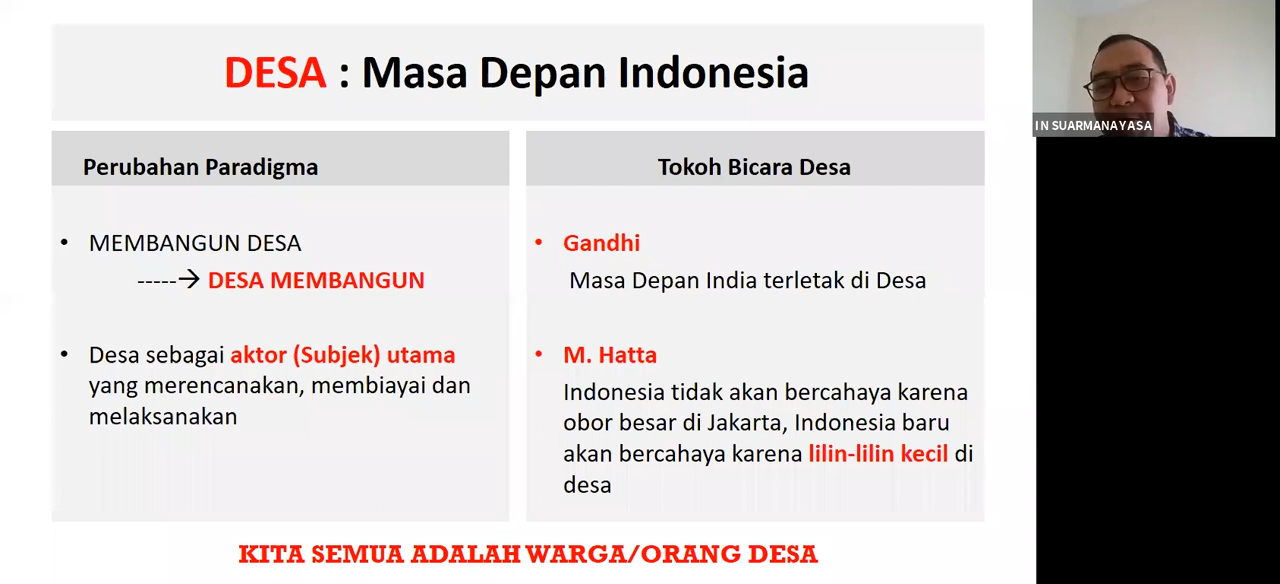 DESA : Masa Depan Indonesia
Perubahan Paradigma
• MEMBANGUN DESA
-----→ DESA MEMBANGUN
• Desa sebagai aktor (Subjek) utama
yang merencanakan, membiayai dan
melaksanakan
Tokoh Bicara Desa
• Gandhi
Masa Depan India terletak di Desa
• M. Hatta
Indonesia tidak akan bercahaya karena
obor besar di Jakarta, Indonesia baru
akan bercahaya karena lilin-lilin kecil di
desa
KITA SEMUA ADALAH WARGA/ORANG DESA
I N SUARMANAYASA